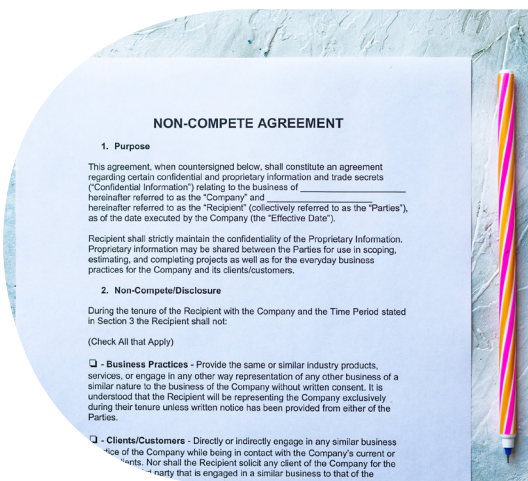 NON-COMPETE AGREEMENT
1. Purpose
This agreement, when countersigned below, shall constitute an agreement
regarding certain confidential and proprietary information and trade secrets
("Confidential Information") relating to the business of
hereinafter referred to as the "Company" and
hereinafter referred to as the "Recipient" (collectively referred to as the "Parties"),
as of the date executed by the Company (the "Effective Date").
Recipient shall strictly maintain the confidentiality of the Proprietary Information.
Proprietary information may be shared between the Parties for use in scoping,
estimating, and completing projects as well as for the everyday business
practices for the Company and its clients/customers.
2. Non-Compete/Disclosure
During the tenure of the Recipient with the Company and the Time Period stated
in Section 3 the Recipient shall not:
(Check All that Apply)
❏ - Business Practices - Provide the same or similar industry products,
services, or engage in any other way representation of any other business of a
similar nature to the business of the Company without written consent. It is
understood that the Recipient will be representing the Company exclusively
during their tenure unless written notice has been provided from either of the
Parties.
❏ - Clients/Customers - Directly or indirectly engage in any similar business
of the Company while being in contact with the Company's current or
Nor shall the Recipient solicit any client of the Company for the
party that is engaged in a similar business to that of the